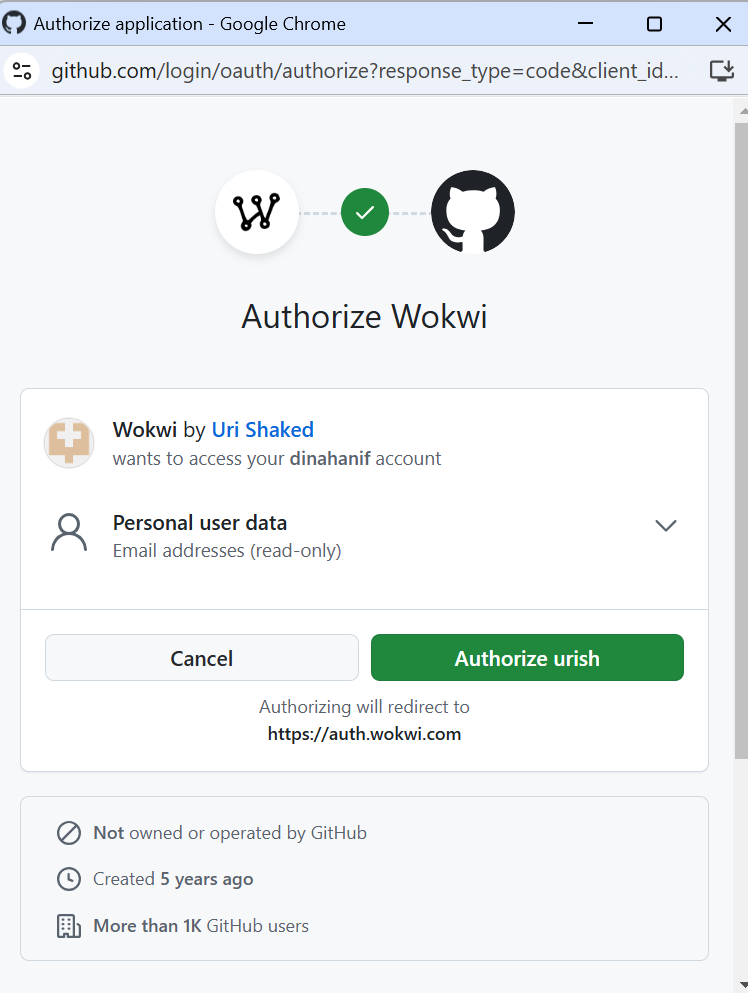 Authorize application - Google Chrome
github.com/login/oauth/authorize?response_type=code&client_id...
Authorize Wokwi
Wokwi by Uri Shaked
wants to access your dinahanif account
Personal user data
Email addresses (read-only)
Cancel
Authorize urish
Authorizing will redirect to
https://auth.wokwi.com
Not owned or operated by GitHub
Created 5 years ago
More than 1K GitHub users